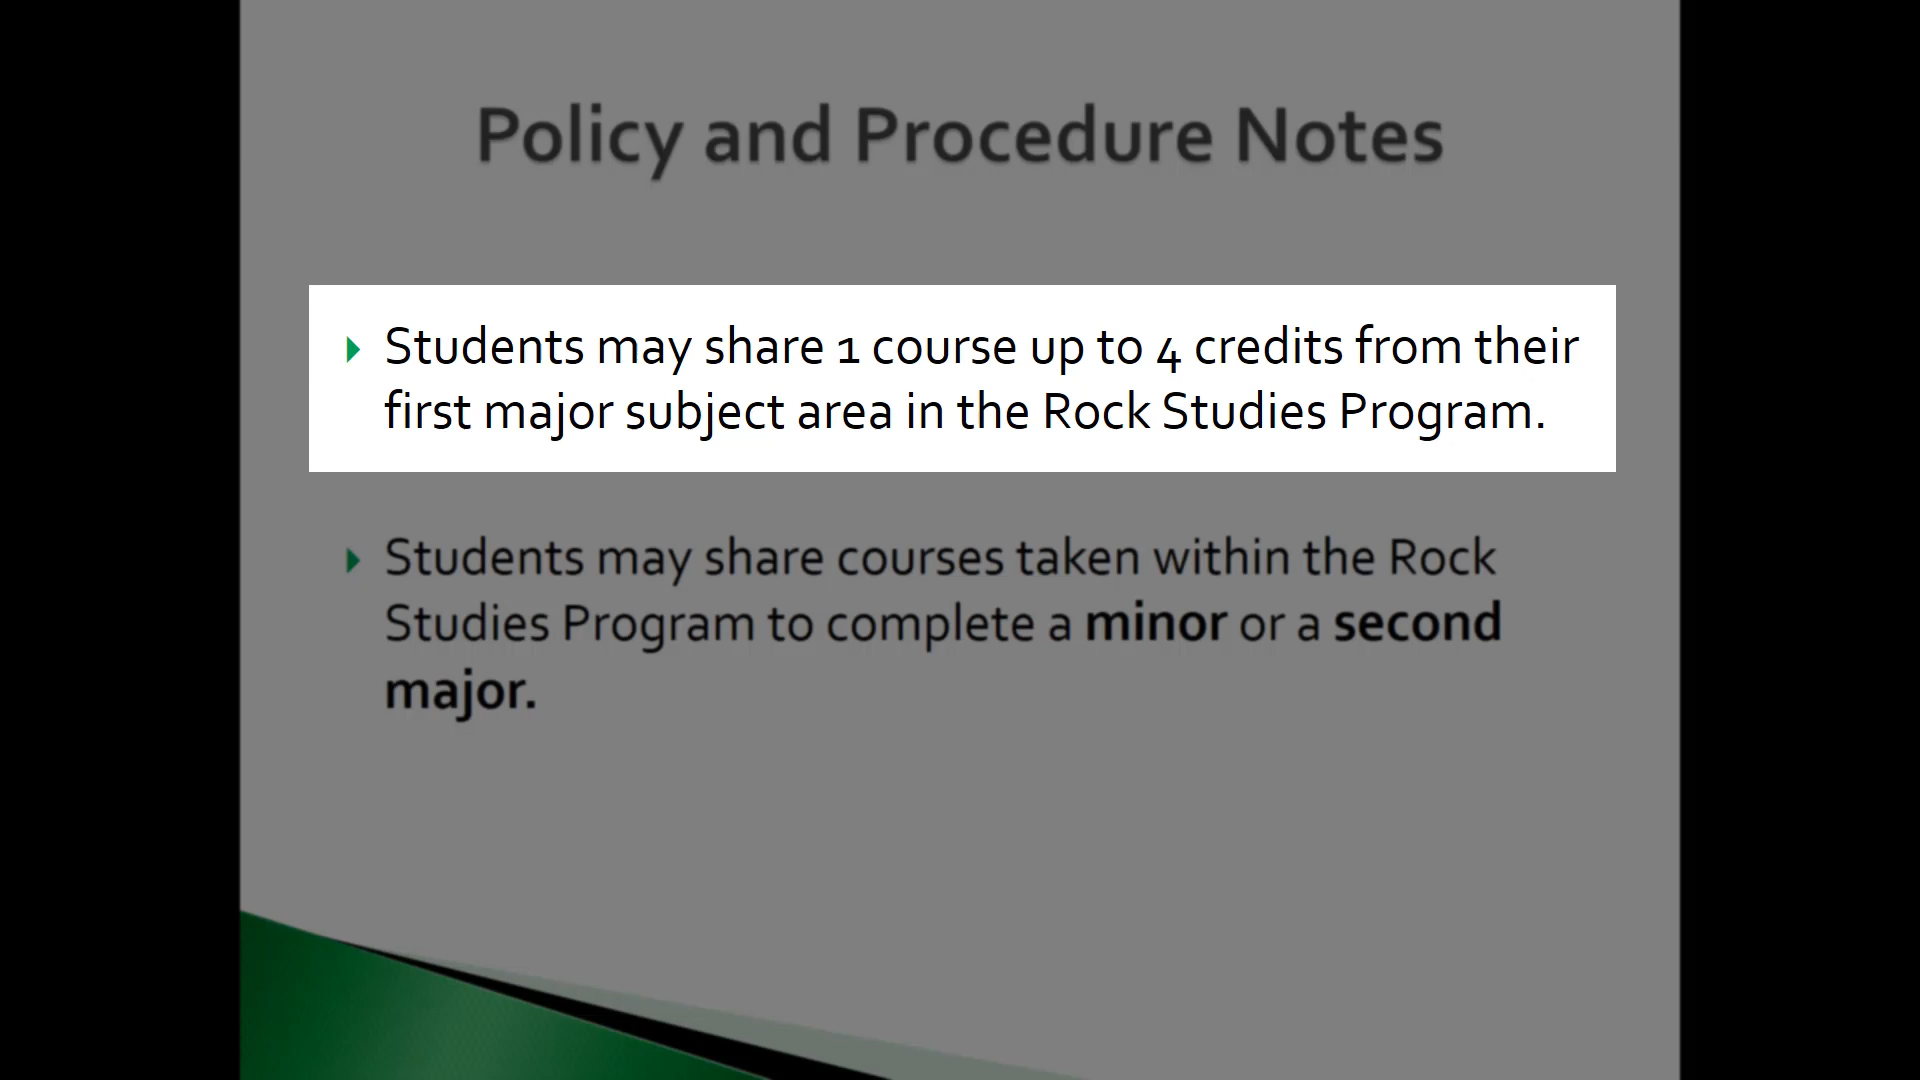 Policy and Procedure Notes
Students may share 1 course up to 4 credits from their
first major subject area in the Rock Studies Program.
Students may share courses taken within the Rock
Studies Program to complete a minor or a second
major.